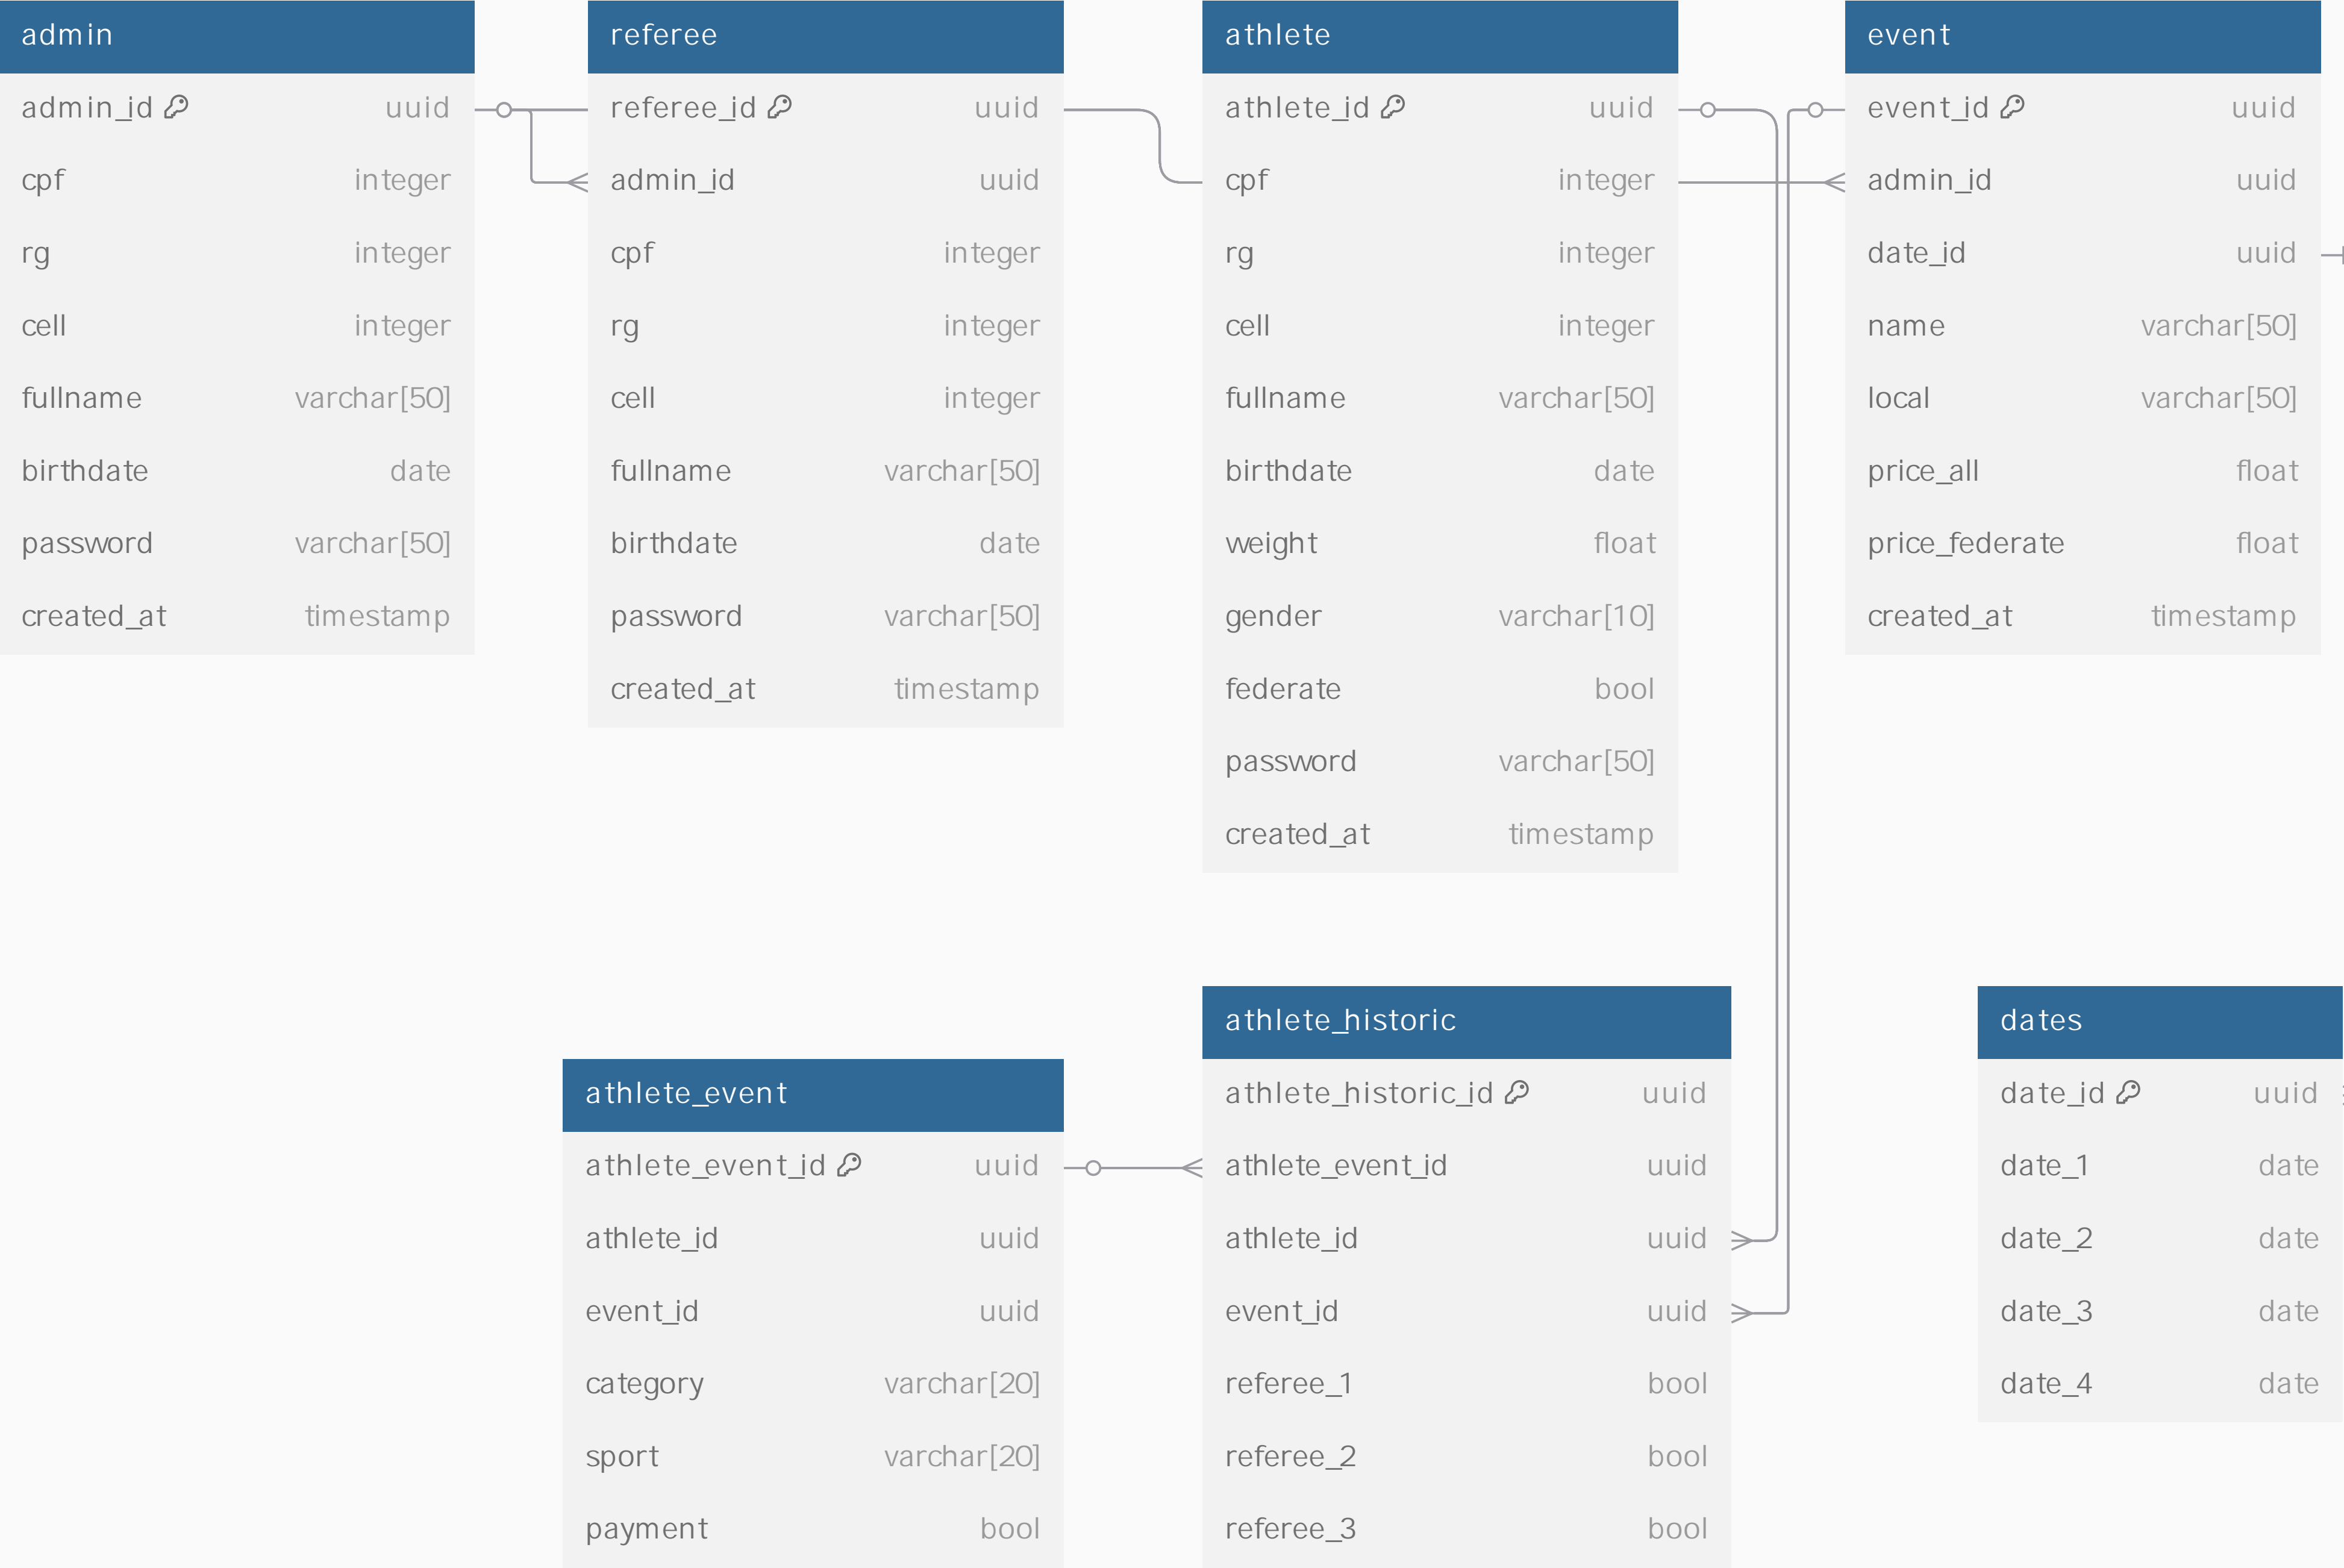 admin
admin_id uuid
cpf integer
rg integer
cell integer
fullname varchar[50]
birthdate date
password varchar[50]
created_at timestamp
referee
referee_id uuid
admin_id uuid
cpf integer
rg integer
cell integer
fullname varchar[50]
birthdate date
password varchar[50]
created_at timestamp
athlete
athlete_id uuid
cpf integer
rg integer
cell integer
fullname varchar[50]
birthdate date
weight float
gender varchar[10]
federate bool
password varchar[50]
created_at timestamp
event
event_id uuid
admin_id uuid
date_id uuid
name varchar[50]
local varchar[50]
price_all float
price_federate float
created_at timestamp
athlete_event
athlete_event_id uuid
athlete_id uuid
event_id uuid
category varchar[20]
sport varchar[20]
payment bool
athlete_historic
athlete_historic_id uuid
athlete_event_id uuid
athlete_id uuid
event_id uuid
referee_1 bool
referee_2 bool
referee_3 bool
dates
date_id uuid
date_1 date
date_2 date
date_3 date
date_4 date